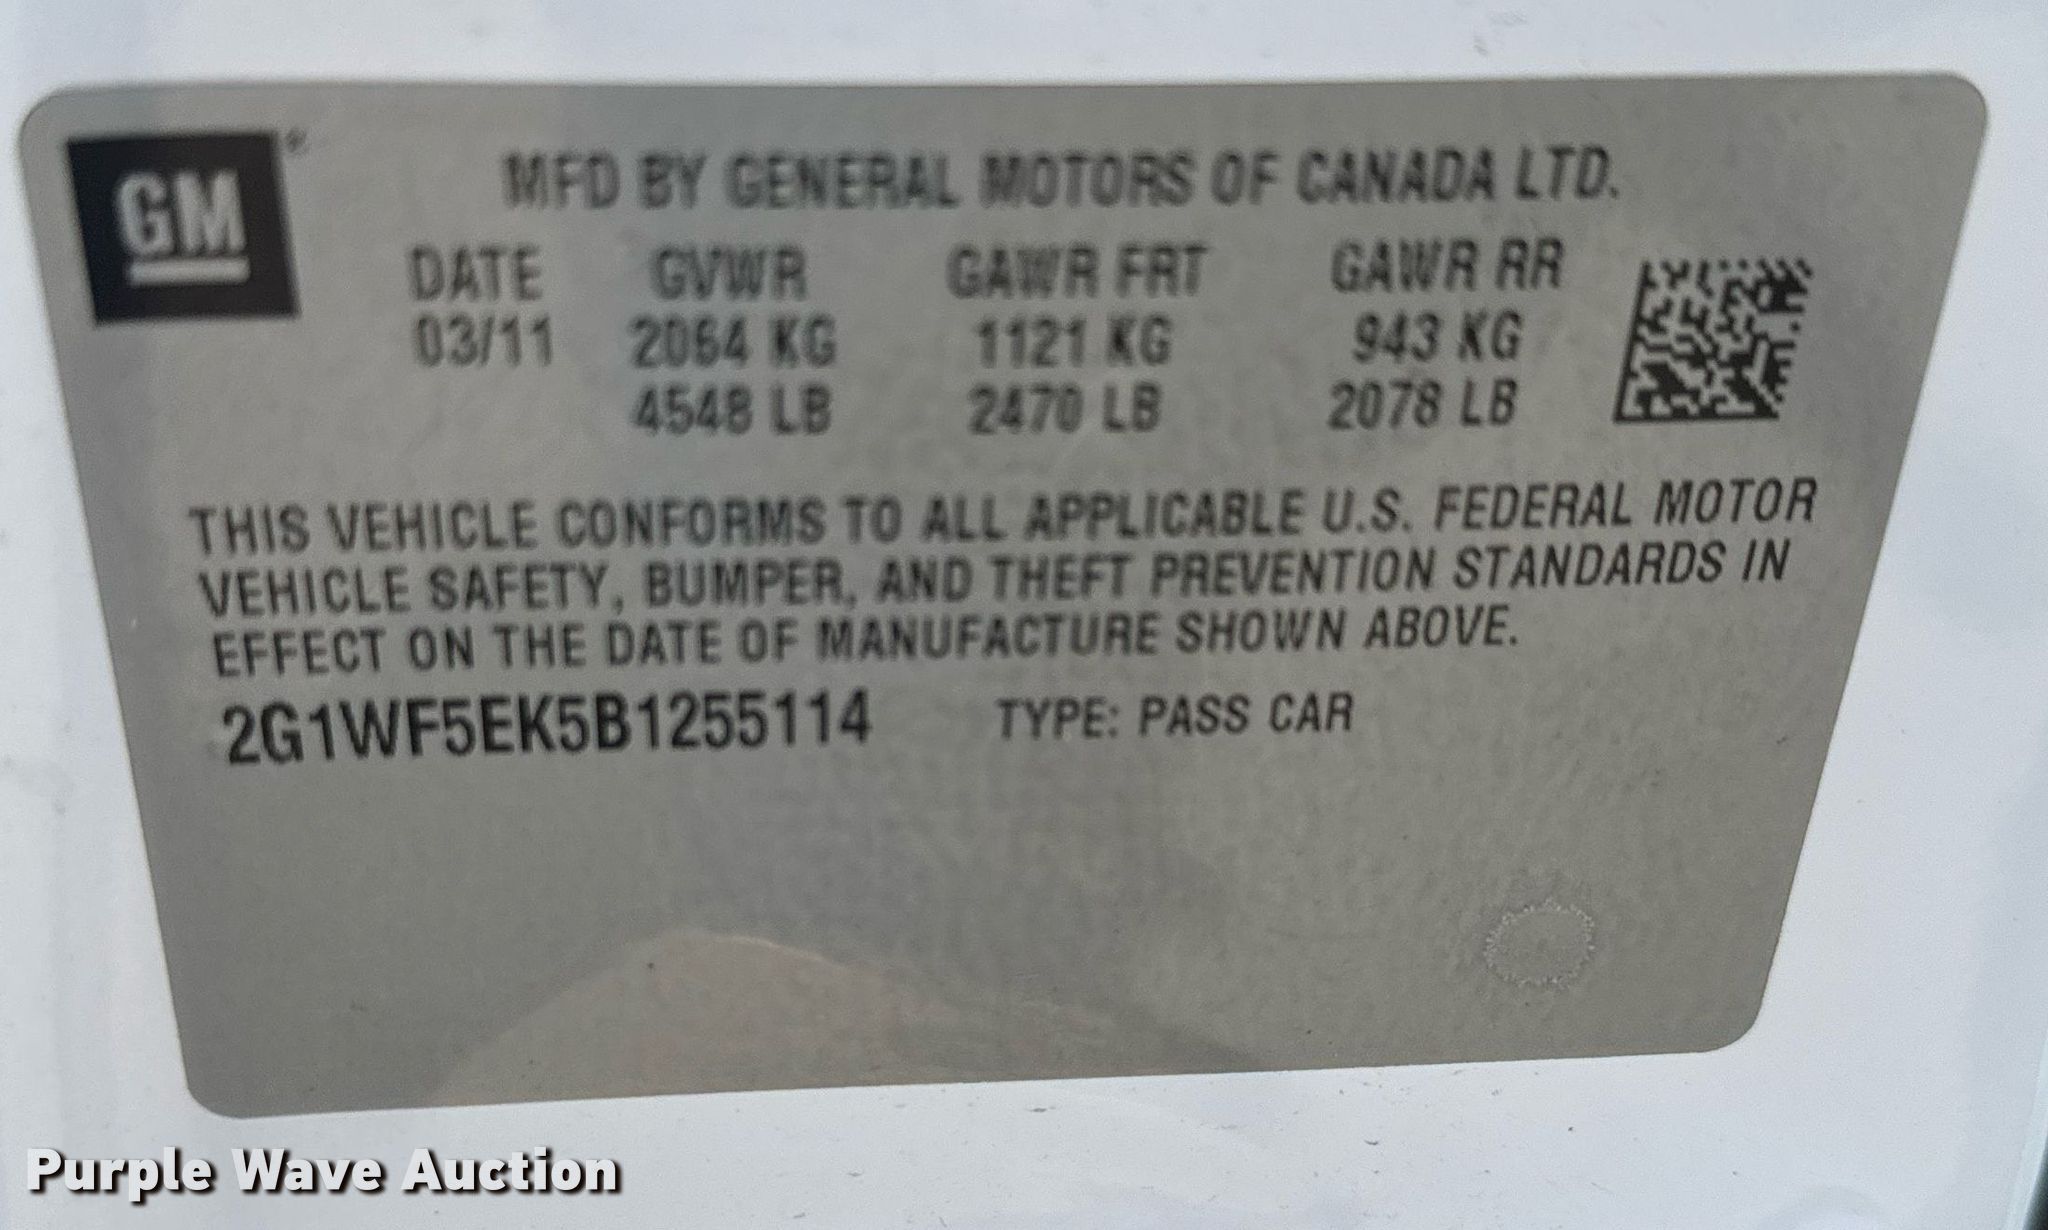 GM®
MFD BY GENERAL MOTORS OF CANADA LTD.
DATE GVWR GAWR FRT GAWR RR
03/11 2064 KG 1121 KG 943 KG
4548 LB 2470 LB 2078 LB
THIS VEHICLE CONFORMS TO ALL APPLICABLE U.S. FEDERAL MOTOR
VEHICLE SAFETY, BUMPER, AND THEFT PREVENTION STANDARDS IN
EFFECT ON THE DATE OF MANUFACTURE SHOWN ABOVE.
2G1WF5EK5B1255114 TYPE: PASS CAR
Purple Wave Auction